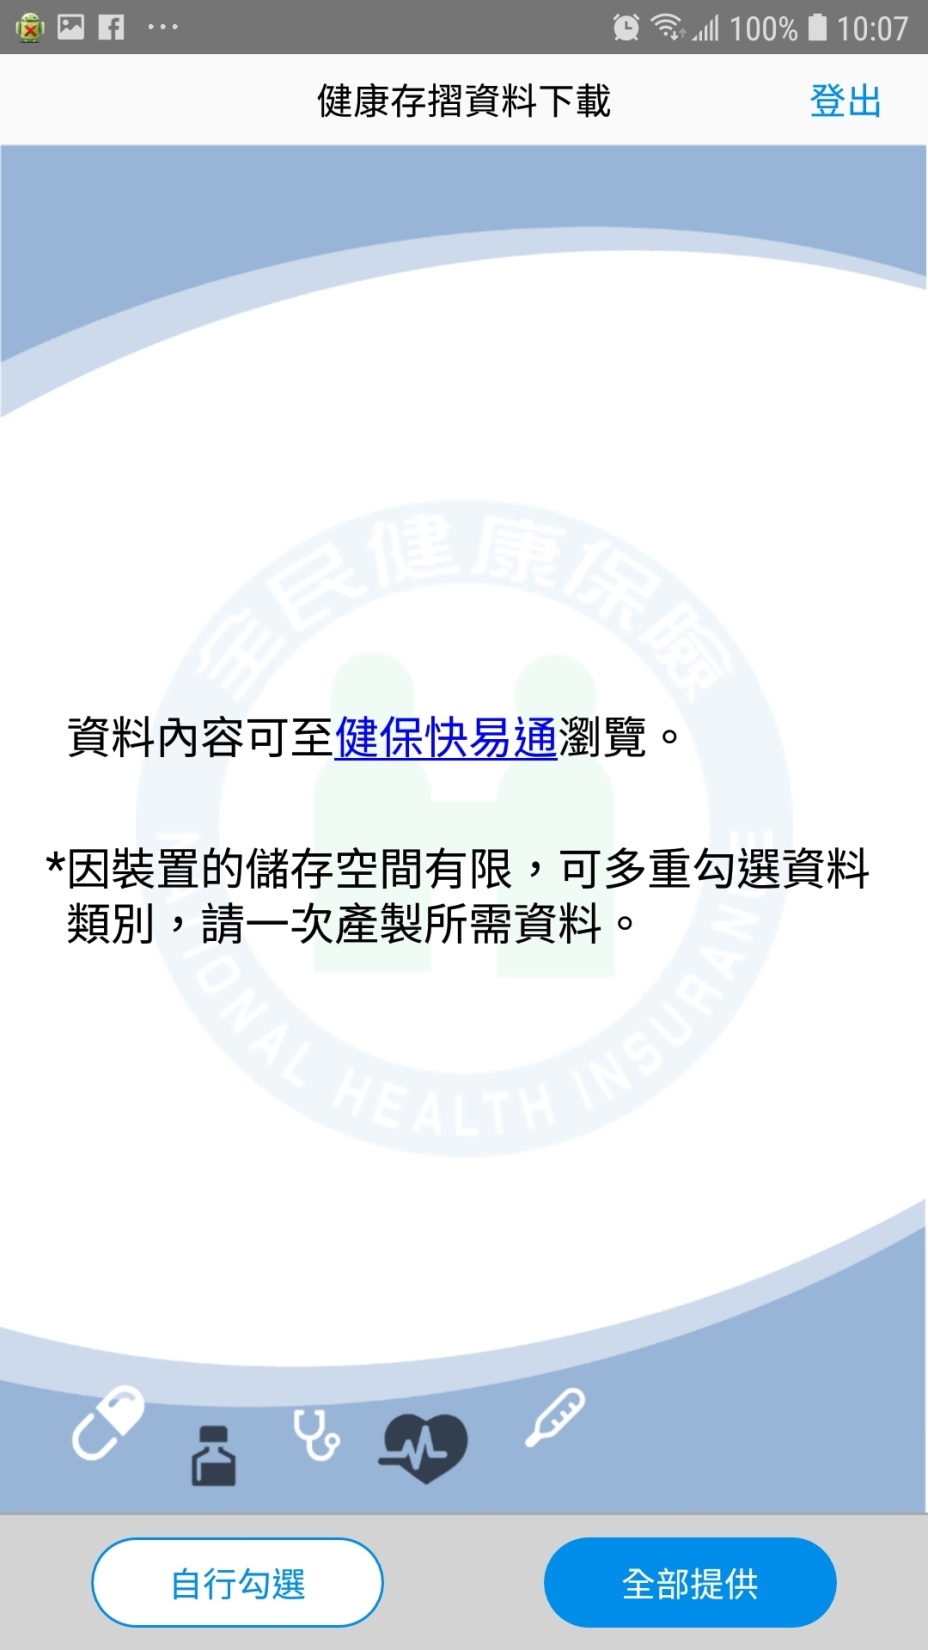 100% 10:07
健康存摺資料下載
登出
全民健康保險
資料內容可至健保快易通瀏覽。
*因裝置的儲存空間有限，可多重勾選資料
類別，請一次產製所需資料。
NATIONAL HEALTH INSURANCE
自行勾選
全部提供